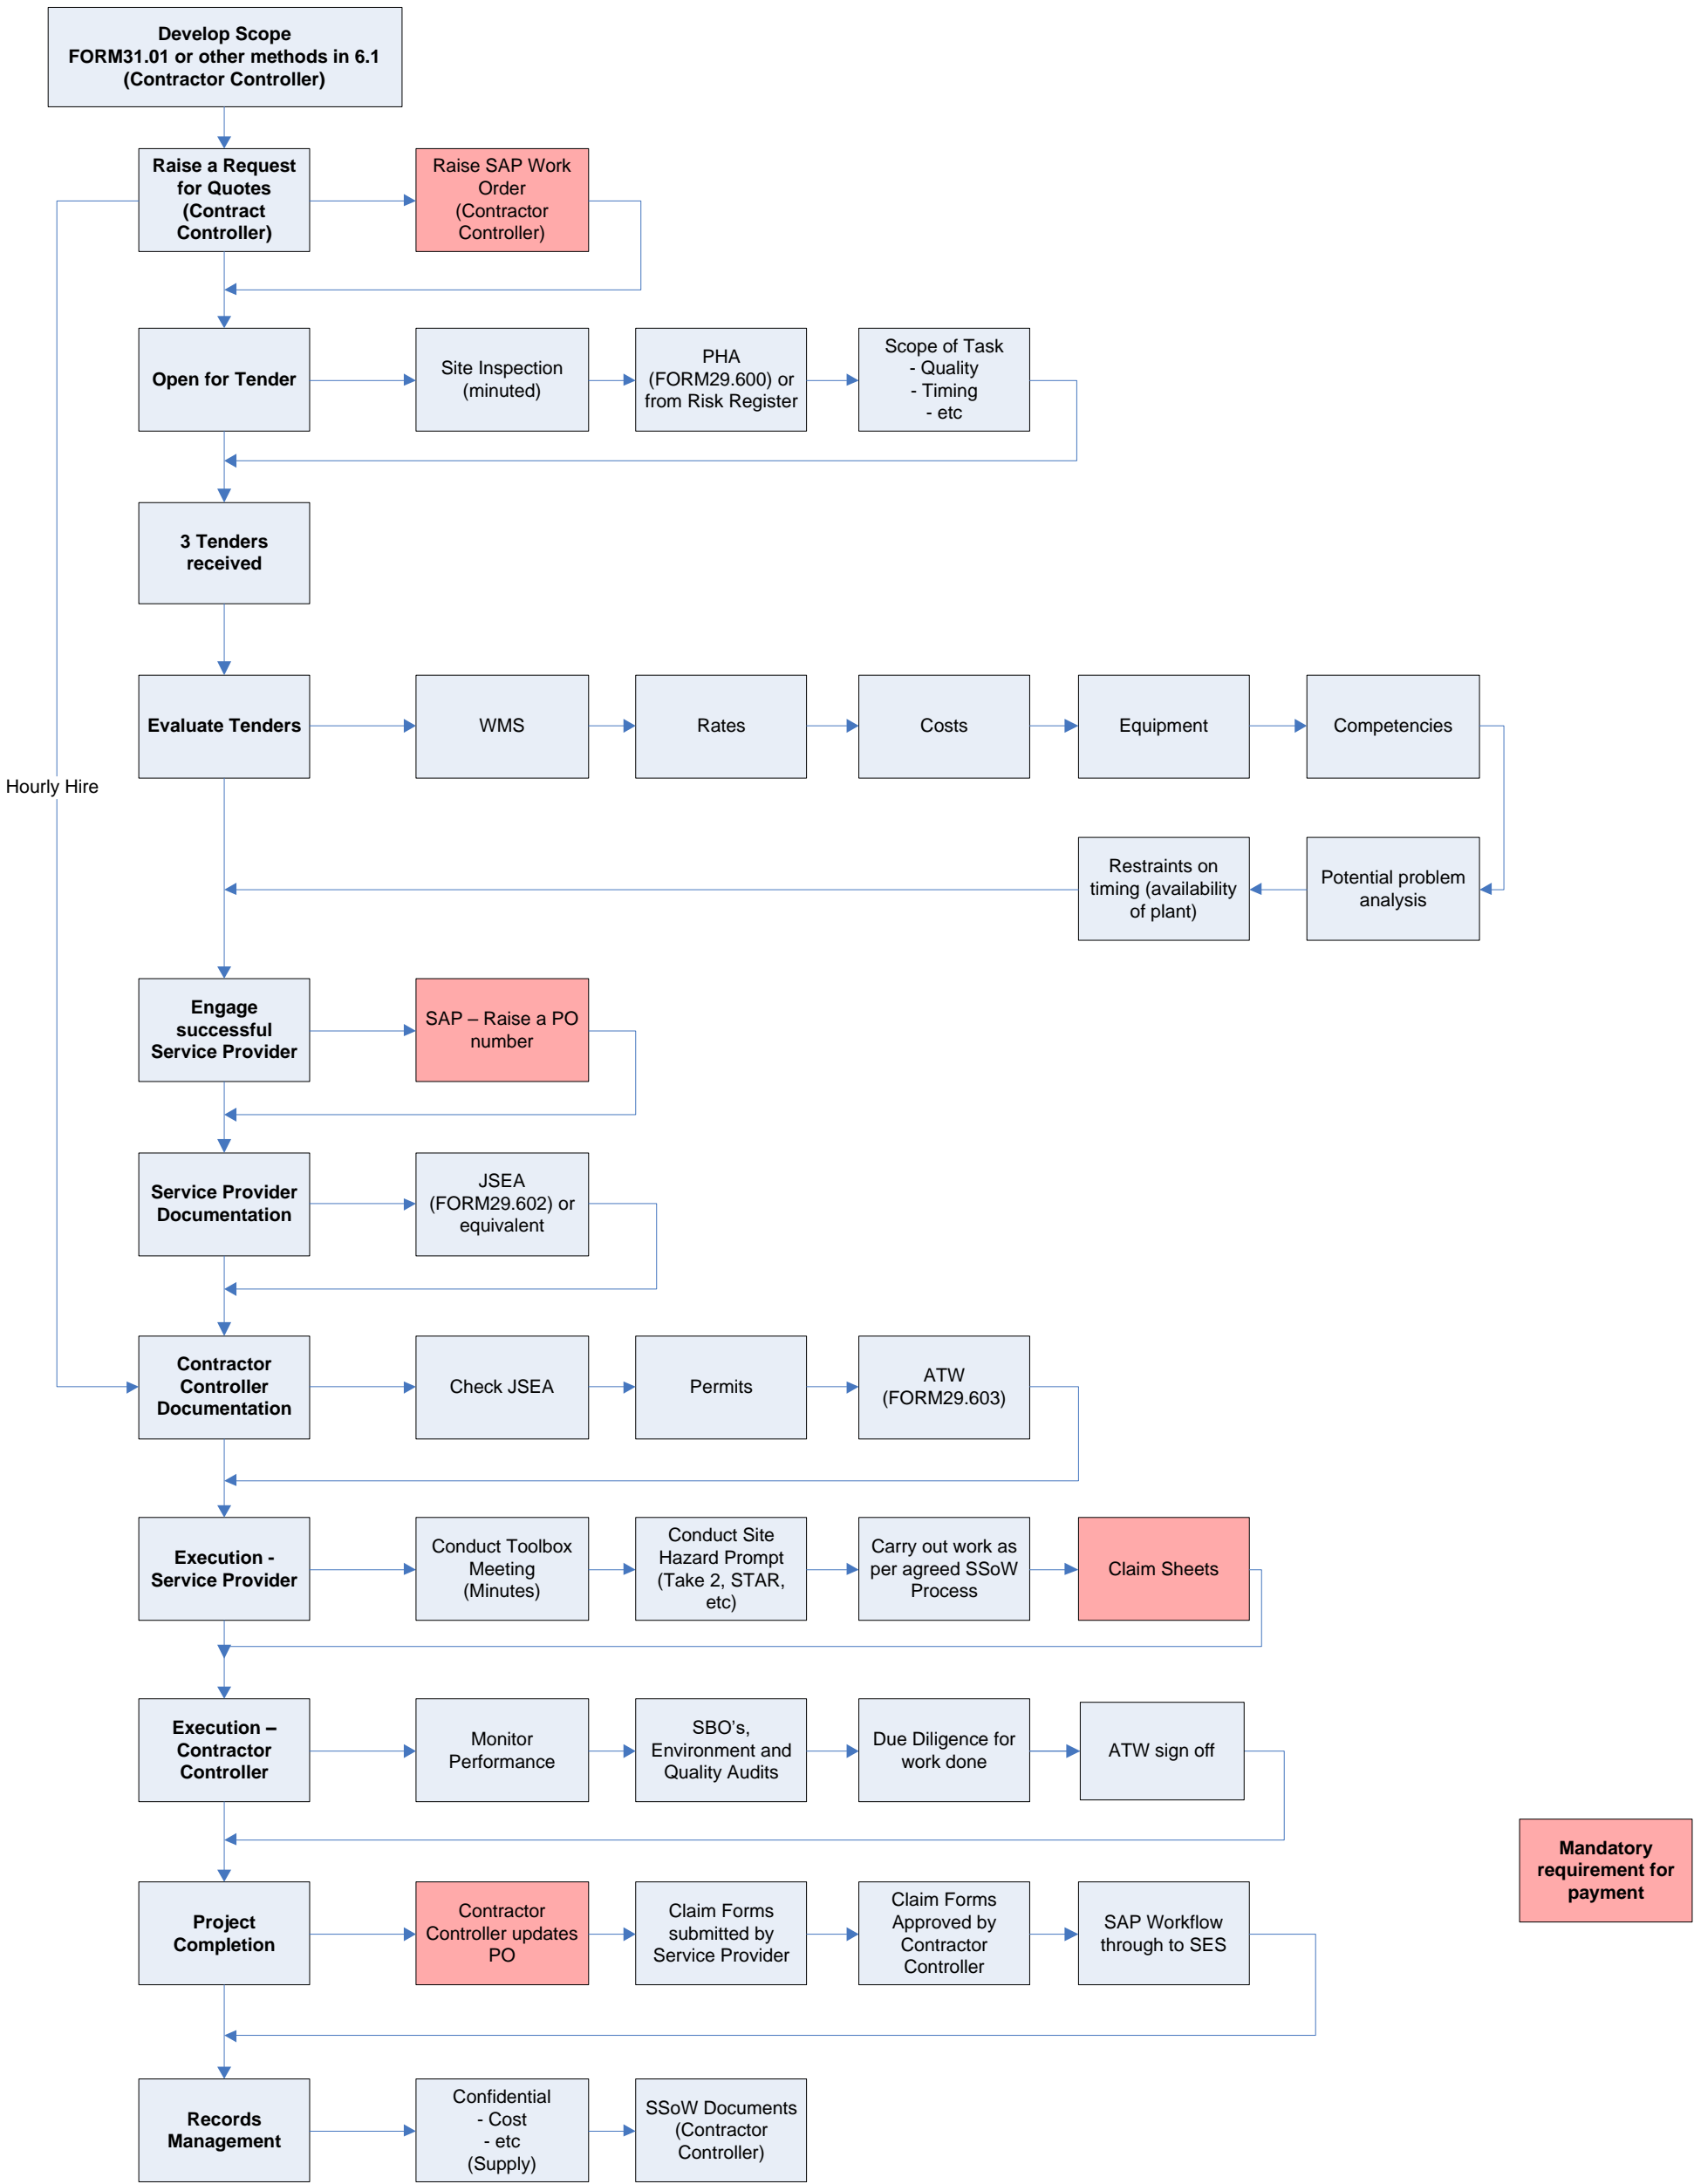 Develop Scope
FORM31.01 or other methods in 6.1
(Contractor Controller)
Raise a Request
for Quotes
(Contract
Controller)
Raise SAP Work
Order
(Contractor
Controller)
Open for Tender
Site Inspection
(minuted)
PHA
(FORM29.600) or
from Risk Register
Scope of Task
- Quality
- Timing
- etc
3 Tenders
received
Evaluate Tenders
WMS
Rates
Costs
Equipment
Competencies
Hourly Hire
Restraints on
timing (availability
of plant)
Potential problem
analysis
Engage
successful
Service Provider
SAP – Raise a PO
number
Service Provider
Documentation
JSEA
(FORM29.602) or
equivalent
Contractor
Controller
Documentation
Check JSEA
Permits
ATW
(FORM29.603)
Execution -
Service Provider
Conduct Toolbox
Meeting
(Minutes)
Conduct Site
Hazard Prompt
(Take 2, STAR,
etc)
Carry out work as
per agreed SSoW
Process
Claim Sheets
Execution –
Contractor
Controller
Monitor
Performance
SBO's,
Environment and
Quality Audits
Due Diligence for
work done
ATW sign off
Mandatory
requirement for
payment
Project
Completion
Contractor
Controller updates
PO
Claim Forms
submitted by
Service Provider
Claim Forms
Approved by
Contractor
Controller
SAP Workflow
through to SES
Records
Management
Confidential
- Cost
- etc
(Supply)
SSoW Documents
(Contractor
Controller)